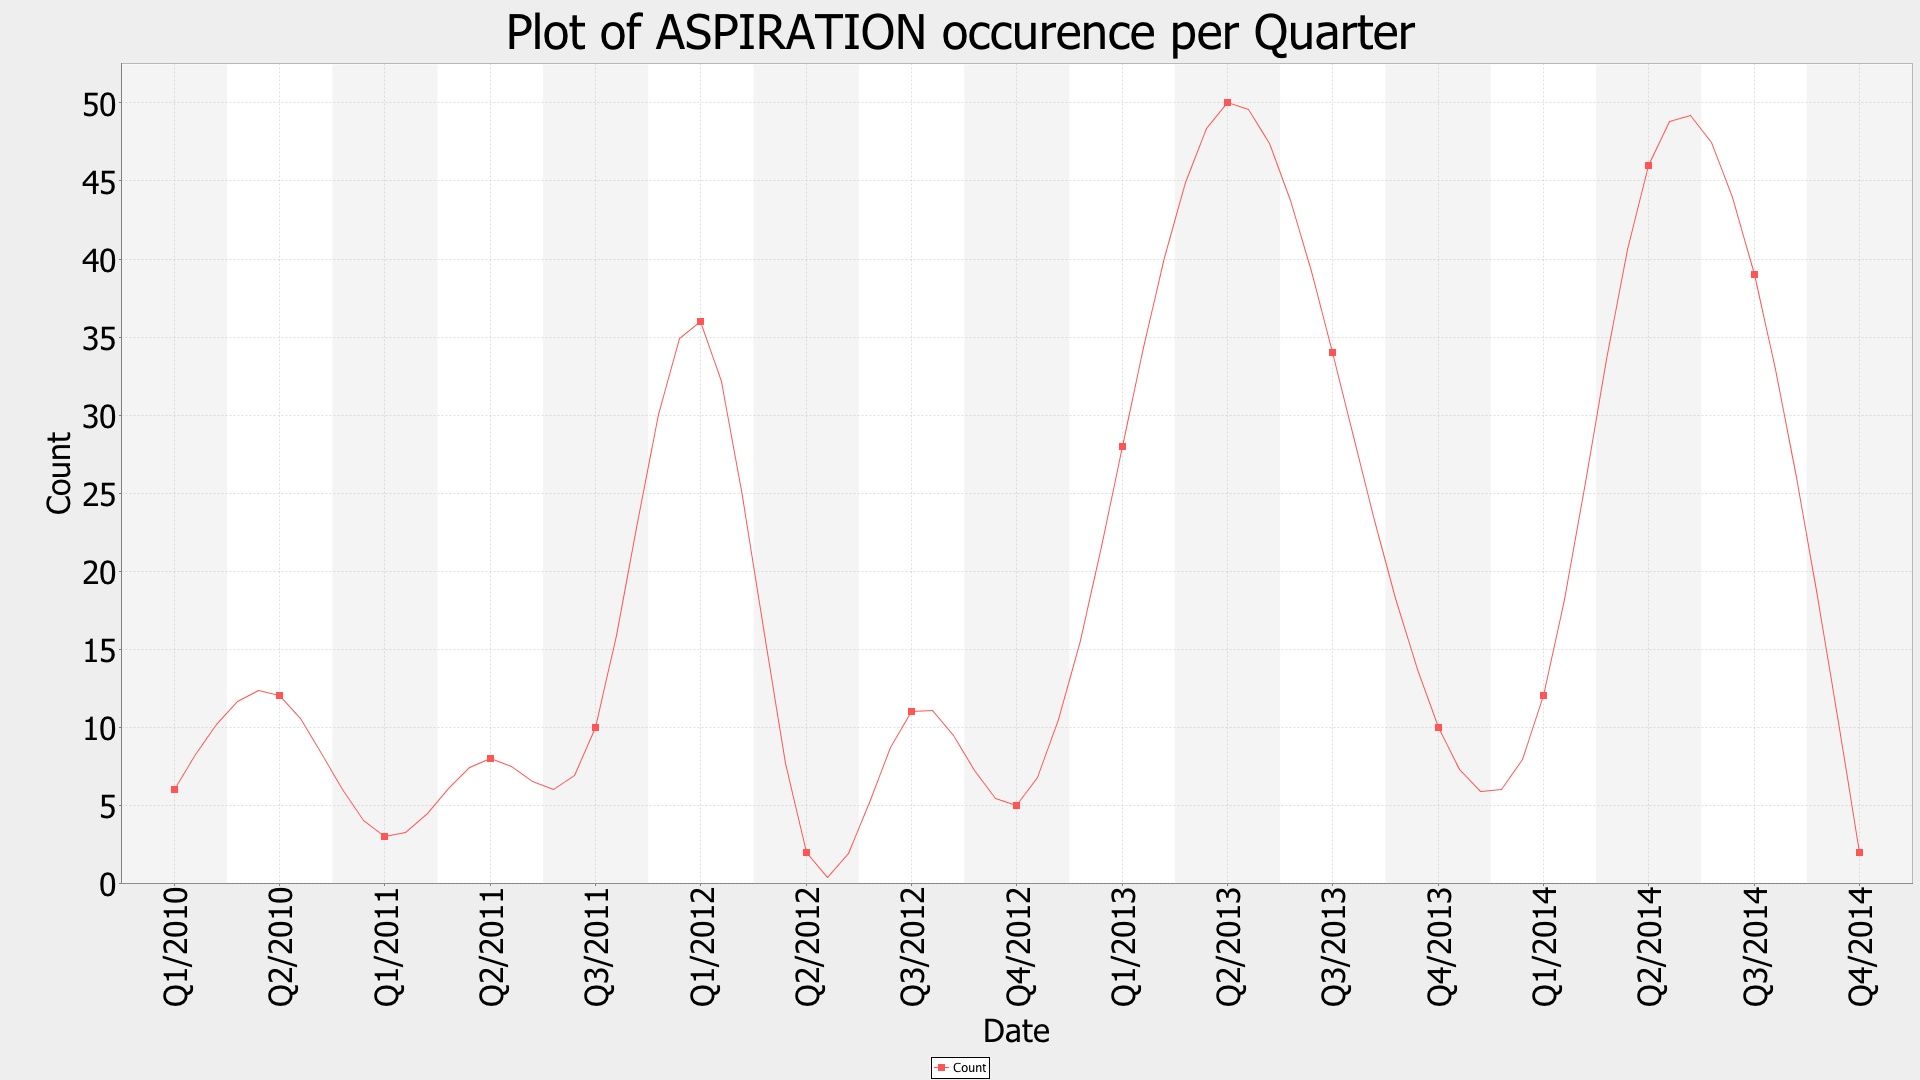 Plot of ASPIRATION occurence per Quarter
50
45
40
35
30
25
20
15
10
5
0
Count
Q1/2010
Q2/2010
Q1/2011
Q2/2011
Q3/2011
Q1/2012
Q2/2012
Q3/2012
Q4/2012
Q1/2013
Q2/2013
Q3/2013
Q4/2013
Q1/2014
Q2/2014
Q3/2014
Q4/2014
Date
Count